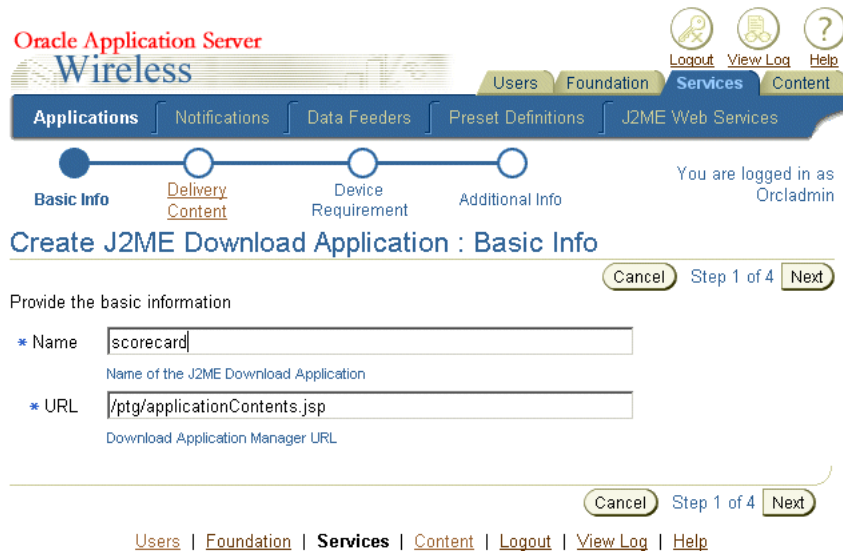 Oracle Application Server
Wireless
Logout View Log Help
Users Foundation Services Content
Applications Notifications Data Feeders Preset Definitions J2ME Web Services
You are logged in as
Orcladmin
Basic Info
Delivery
Content
Device
Requirement
Additional Info
Create J2ME Download Application : Basic Info
Cancel Step 1 of 4 Next
Provide the basic information
* Name scorecard
Name of the J2ME Download Application
* URL /ptg/applicationContents.jsp
Download Application Manager URL
Cancel Step 1 of 4 Next
Users | Foundation | Services | Content | Logout | View Log | Help